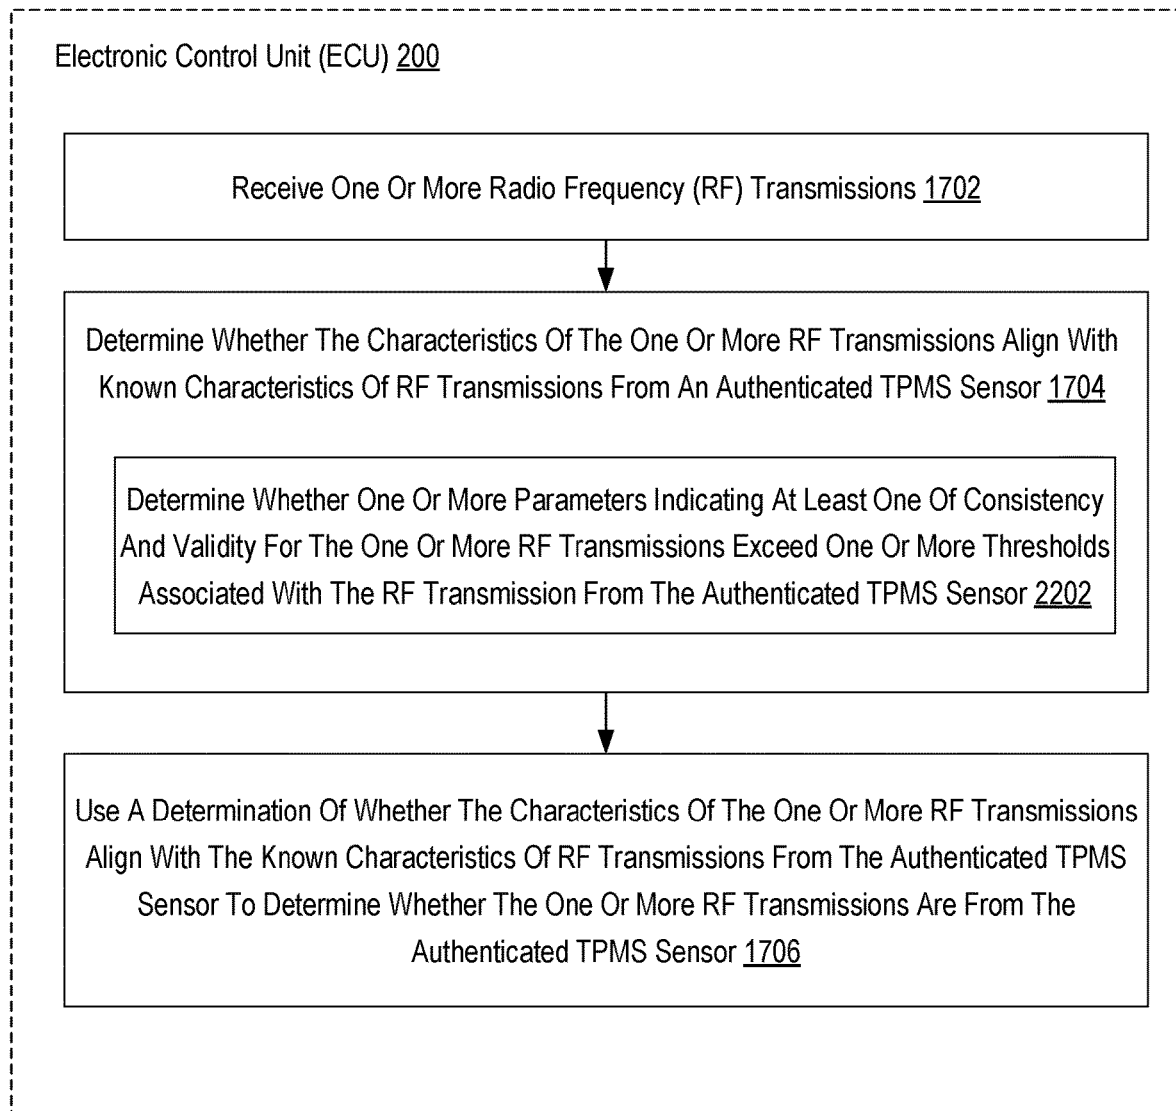 Electronic Control Unit (ECU) 200
Receive One Or More Radio Frequency (RF) Transmissions 1702
Determine Whether The Characteristics Of The One Or More RF Transmissions Align With
Known Characteristics Of RF Transmissions From An Authenticated TPMS Sensor 1704
Determine Whether One Or More Parameters Indicating At Least One Of Consistency
And Validity For The One Or More RF Transmissions Exceed One Or More Thresholds
Associated With The RF Transmission From The Authenticated TPMS Sensor 2202
Use A Determination Of Whether The Characteristics Of The One Or More RF Transmissions
Align With The Known Characteristics Of RF Transmissions From The Authenticated TPMS
Sensor To Determine Whether The One Or More RF Transmissions Are From The
Authenticated TPMS Sensor 1706